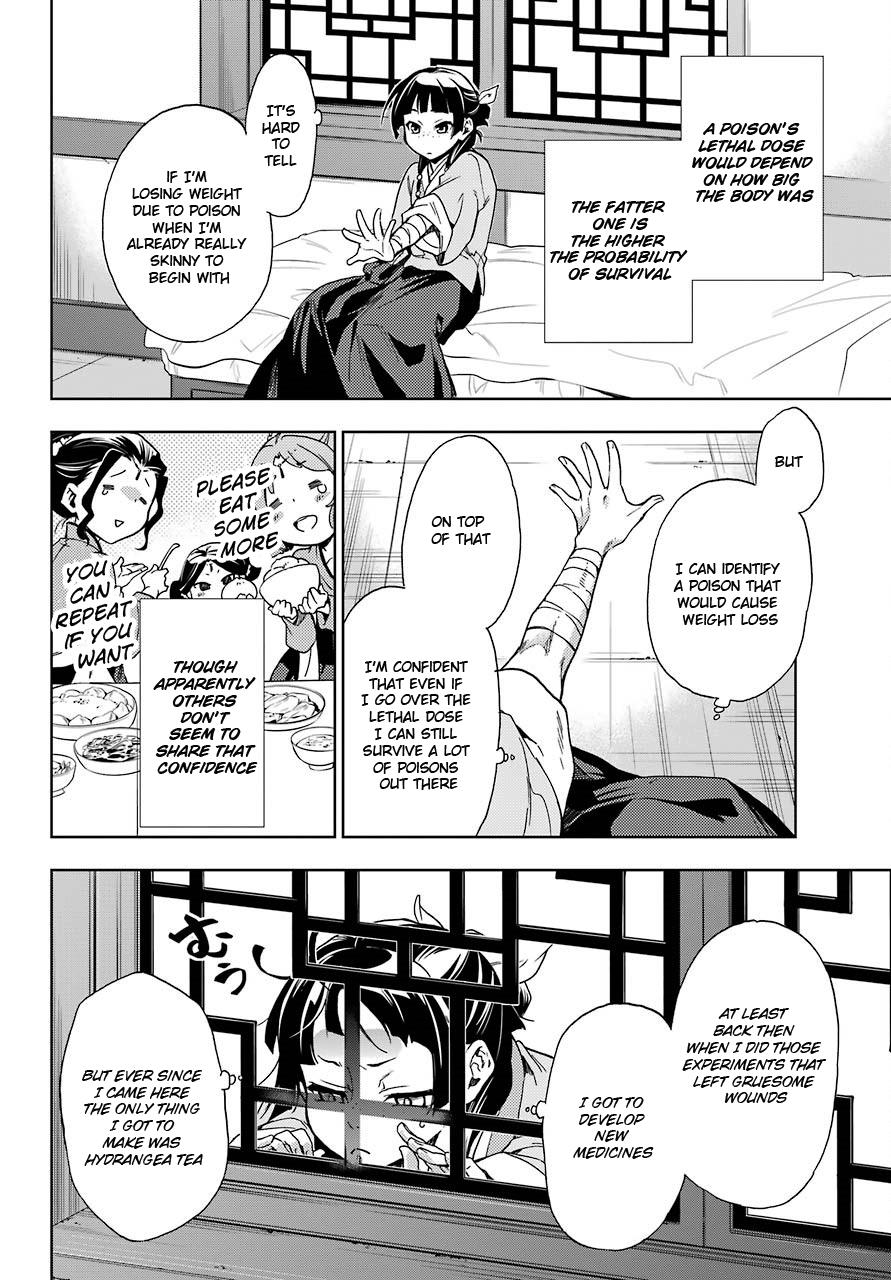 A POISON'S
LETHAL DOSE
WOULD DEPEND
ON HOW BIG
THE BODY WAS
THE FATTER
ONE IS
THE HIGHER
THE PROBABILITY
OF SURVIVAL
IT'S
HARD
TO
TELL
IF I'M
LOSING WEIGHT
DUE TO POISON
WHEN I'M
ALREADY REALLY
SKINNY TO
BEGIN WITH
BUT
I CAN IDENTIFY
A POISON THAT
WOULD CAUSE
WEIGHT LOSS
ON TOP
OF THAT
I'M CONFIDENT
THAT EVEN IF
I GO OVER THE
LETHAL DOSE
I CAN STILL
SURVIVE A LOT
OF POISONS
OUT THERE
PLEASE
EAT
SOME
MORE
YOU
CAN
REPEAT
IF YOU
WANT
THOUGH
APPARENTLY
OTHERS
DON'T
SEEM TO
SHARE THAT
CONFIDENCE
AT LEAST
BACK THEN
WHEN I DID THOSE
EXPERIMENTS THAT
LEFT GRUESOME
WOUNDS
I GOT TO
DEVELOP
NEW
MEDICINES
むぅ
BUT EVER SINCE
I CAME HERE
THE ONLY THING
I GOT TO
MAKE WAS
HYDRANGEA TEA